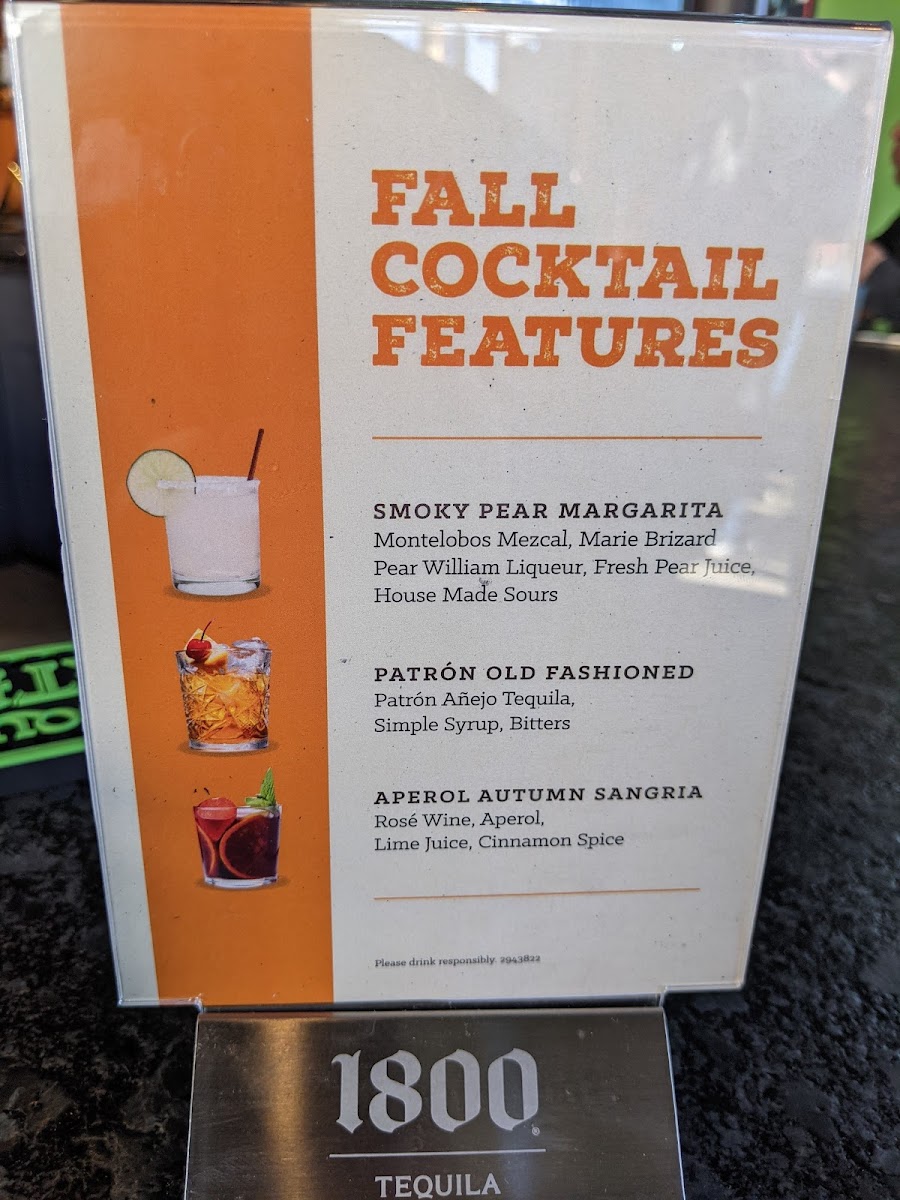 FALL
COCKTAIL
FEATURES
SMOKY PEAR MARGARITA
Montelobos Mezcal, Marie Brizard
Pear William Liqueur, Fresh Pear Juice,
House Made Sours
PATRÓN OLD FASHIONED
Patrón Añejo Tequila,
Simple Syrup, Bitters
APEROL AUTUMN SANGRIA
Rosé Wine, Aperol,
Lime Juice, Cinnamon Spice
Please drink responsibly. 2943822
1800
TEQUILA